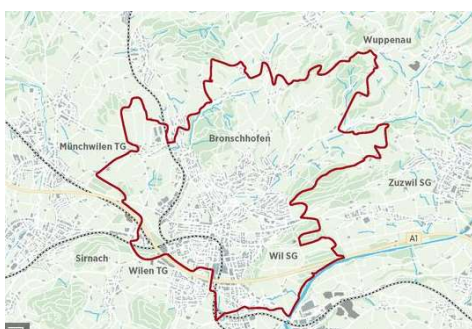 Wuppenau
Bronschhofen
Münchwilen TG
Zuzwil SG
A1
Sirnach
Wil SG
Wilen TG